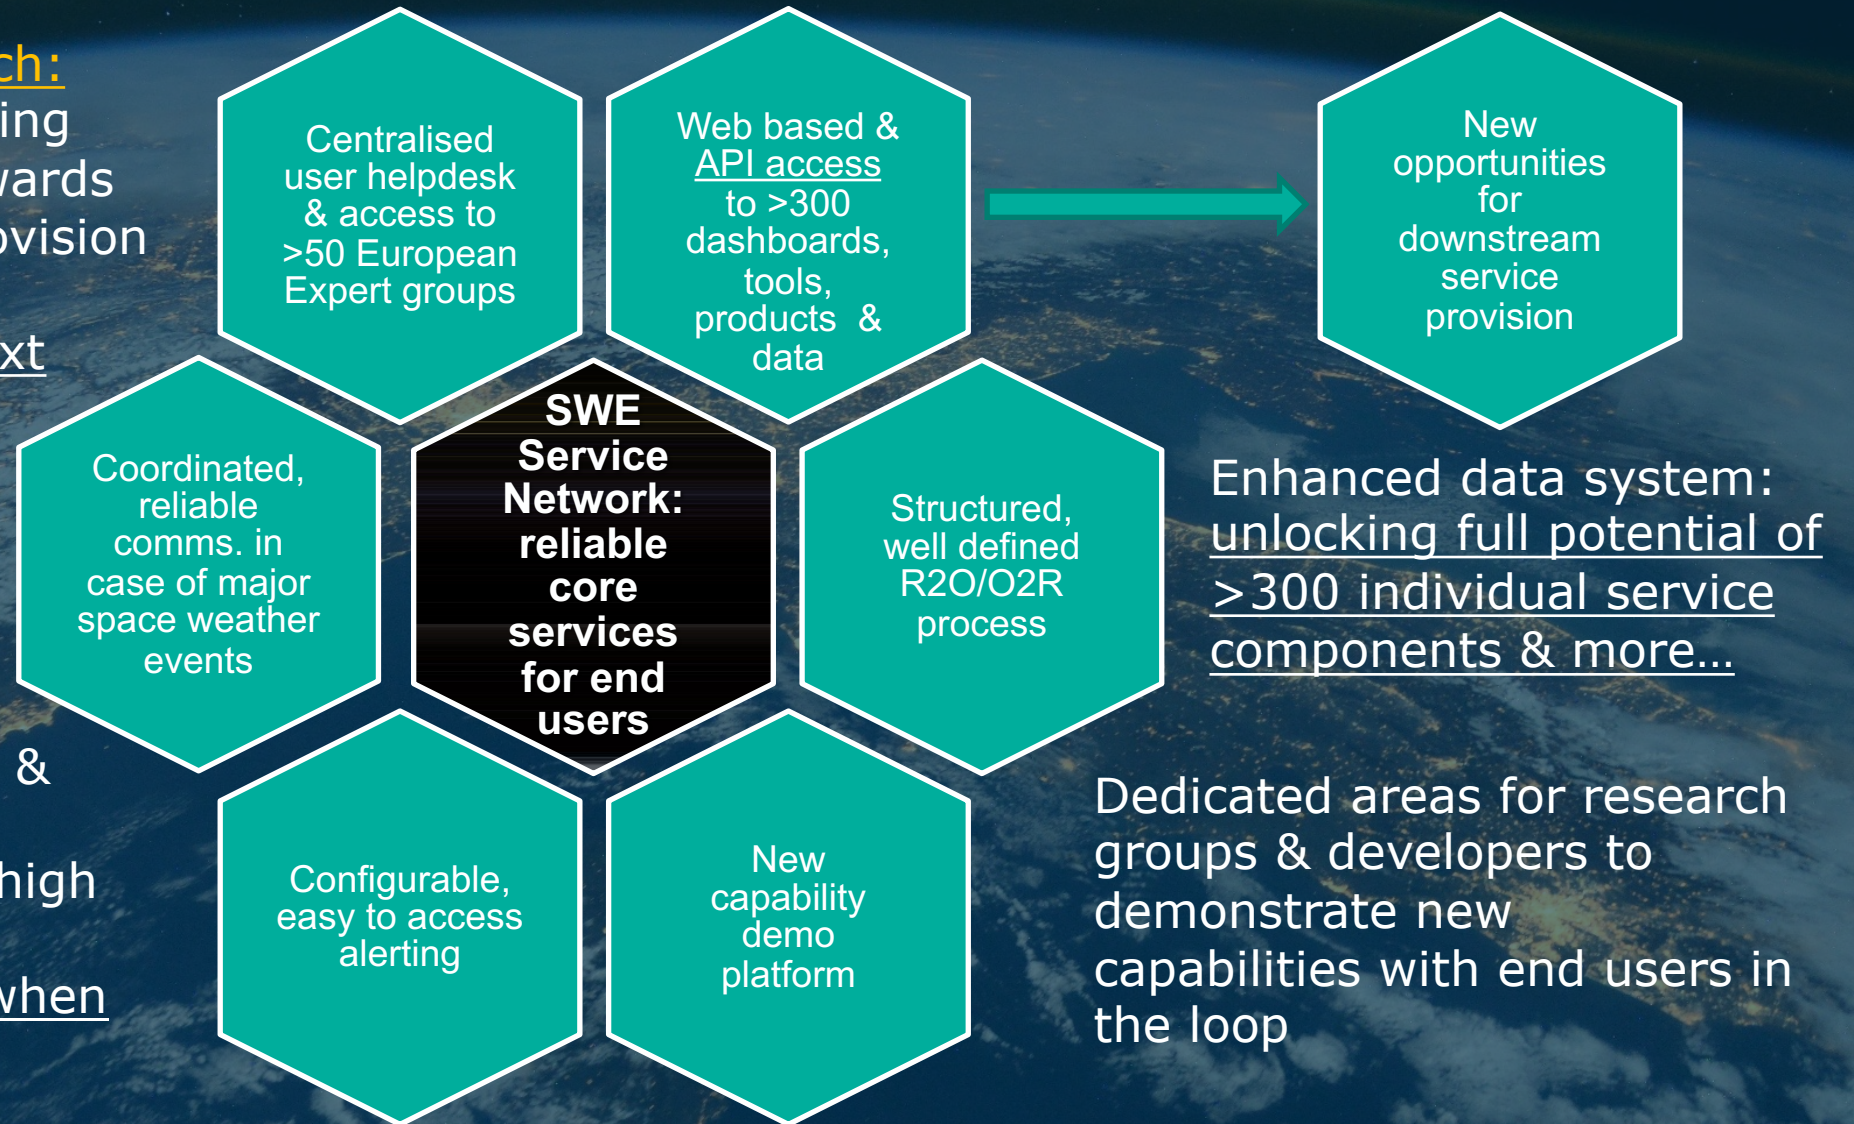 ch:
ing
wards
ovision
xt
&
high
when
Centralised
user helpdesk
& access to
>50 European
Expert groups
Web based &
API access
to >300
dashboards,
tools,
products &
data
New
opportunities
for
downstream
service
provision
Coordinated,
reliable
comms. in
case of major
space weather
events
SWE
Service
Network:
reliable
core
services
for end
users
Structured,
well defined
R2O/O2R
process
Enhanced data system:
unlocking full potential of
>300 individual service
components & more…
Configurable,
easy to access
alerting
New
capability
demo
platform
Dedicated areas for research
groups & developers to
demonstrate new
capabilities with end users in
the loop